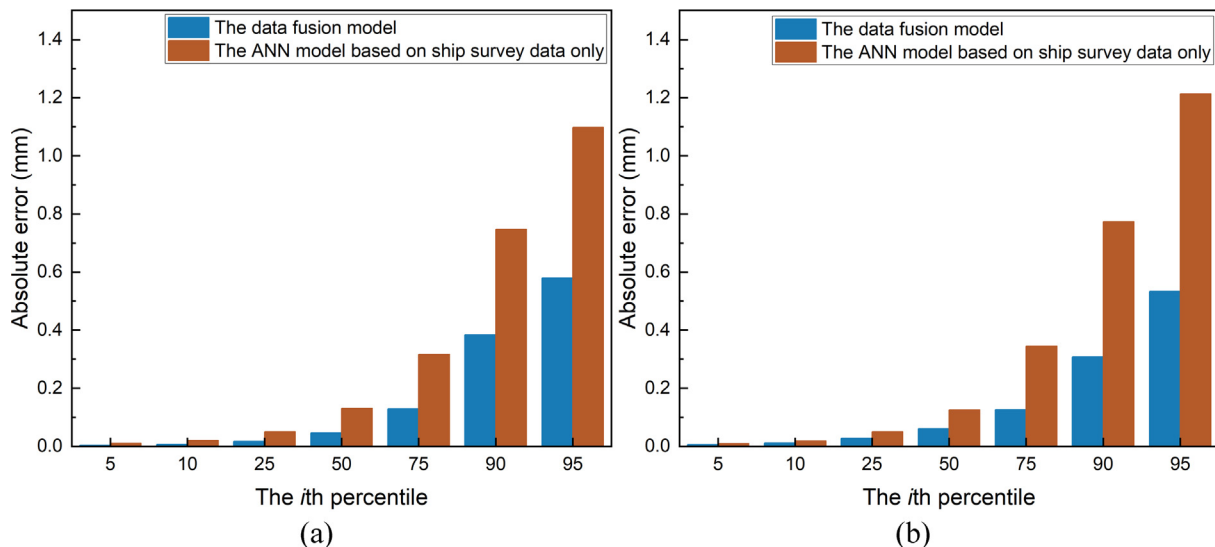 The data fusion model
The ANN model based on ship survey data only
1.4
1.2
1.0
0.8
0.6
0.4
0.2
0.0
Absolute error (mm)
5 10 25 50 75 90 95
The ith percentile
(a)
The data fusion model
The ANN model based on ship survey data only
1.4
1.2
1.0
0.8
0.6
0.4
0.2
0.0
Absolute error (mm)
5 10 25 50 75 90 95
The ith percentile
(b)